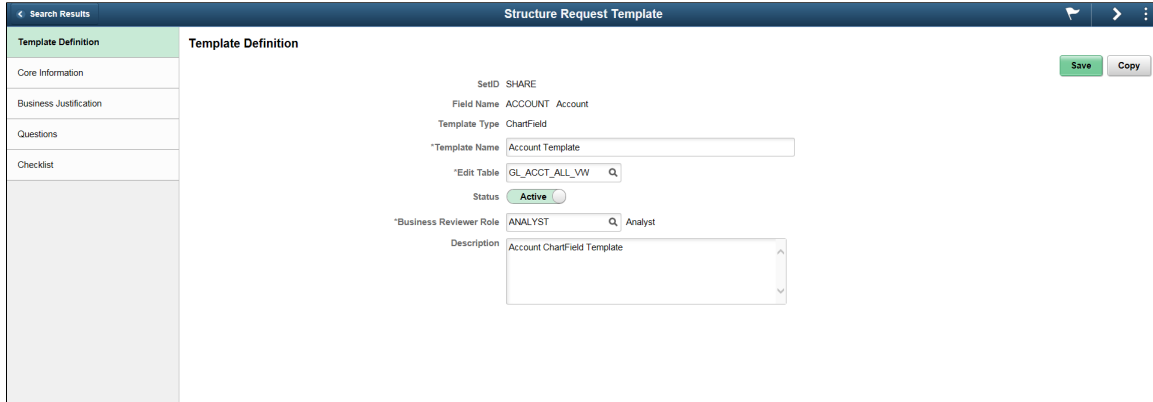 Search Results
Structure Request Template
Template Definition
Core Information
Business Justification
Questions
Checklist
Template Definition
Save Copy
SetID SHARE
Field Name ACCOUNT Account
Template Type ChartField
*Template Name Account Template
*Edit Table GL_ACCT_ALL_VW
Status Active
*Business Reviewer Role ANALYST Analyst
Description Account ChartField Template